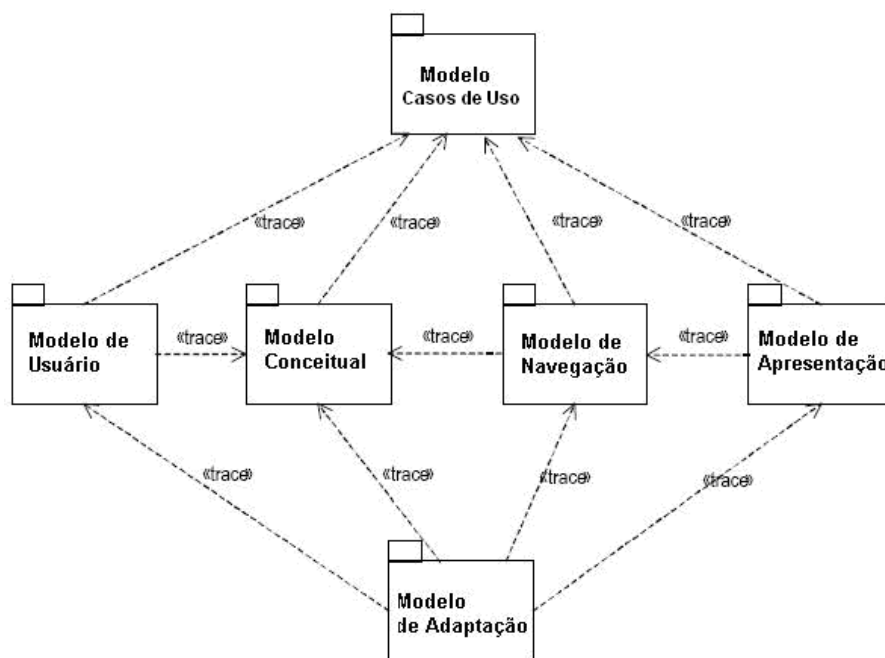 Modelo
Casos de Uso
«trace»
«trace»
«trace»
«trace»
Modelo de
Usuário
«trace»
Modelo
Conceitual
«trace»
Modelo de
Navegação
«trace»
Modelo de
Apresentação
«trace»
«trace»
«trace»
«trace»
Modelo
de Adaptação